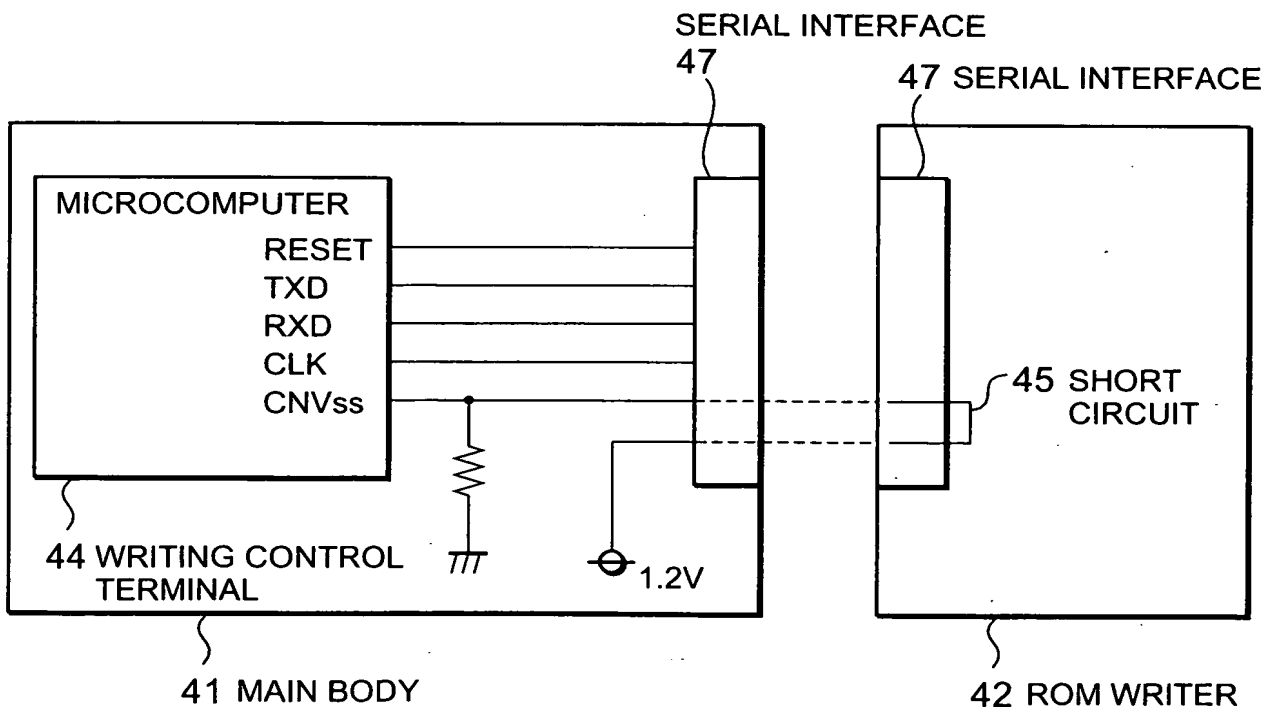 SERIAL INTERFACE
47
47 SERIAL INTERFACE
MICROCOMPUTER
RESET
TXD
RXD
CLK
CNVss
45 SHORT
CIRCUIT
44 WRITING CONTROL
TERMINAL
1.2V
41 MAIN BODY
42 ROM WRITER